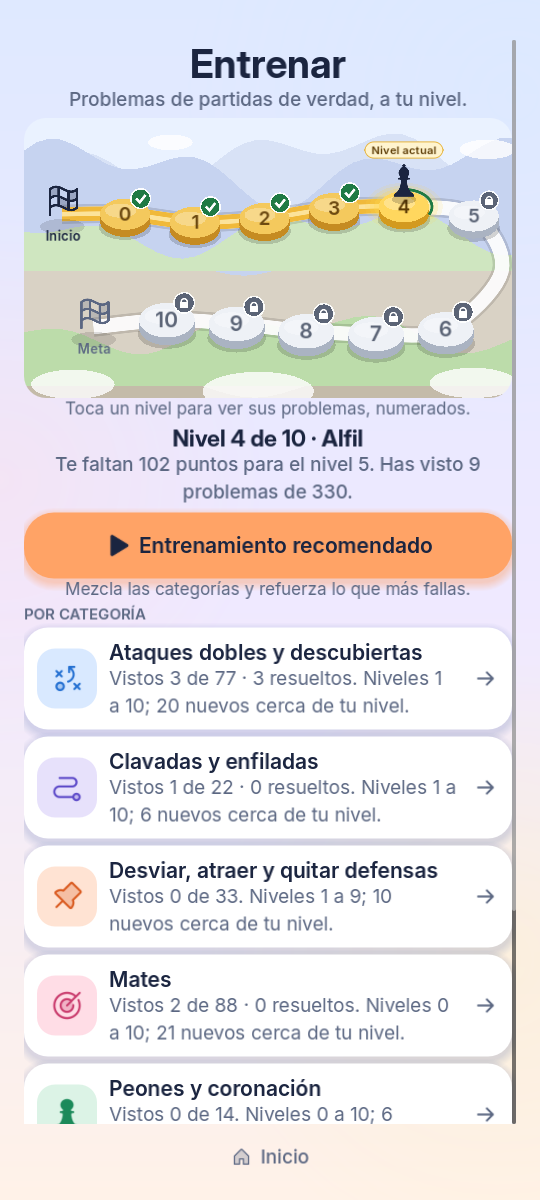 Entrenar
Problemas de partidas de verdad, a tu nivel.
Nivel actual
0
1
2
3
4
5
Inicio
10
9
8
7
6
Meta
Toca un nivel para ver sus problemas, numerados.
Nivel 4 de 10 · Alfil
Te faltan 102 puntos para el nivel 5. Has visto 9
problemas de 330.
Entrenamiento recomendado
Mezcla las categorías y refuerza lo que más fallas.
POR CATEGORÍA
Ataques dobles y descubiertas
Vistos 3 de 77 · 3 resueltos. Niveles 1
a 10; 20 nuevos cerca de tu nivel.
Clavadas y enfiladas
Vistos 1 de 22 · 0 resueltos. Niveles 1 a
10; 6 nuevos cerca de tu nivel.
Desviar, atraer y quitar defensas
Vistos 0 de 33. Niveles 1 a 9; 10
nuevos cerca de tu nivel.
Mates
Vistos 2 de 88 · 0 resueltos. Niveles 0
a 10; 21 nuevos cerca de tu nivel.
Peones y coronación
Vistos 0 de 14. Niveles 0 a 10; 6
Inicio